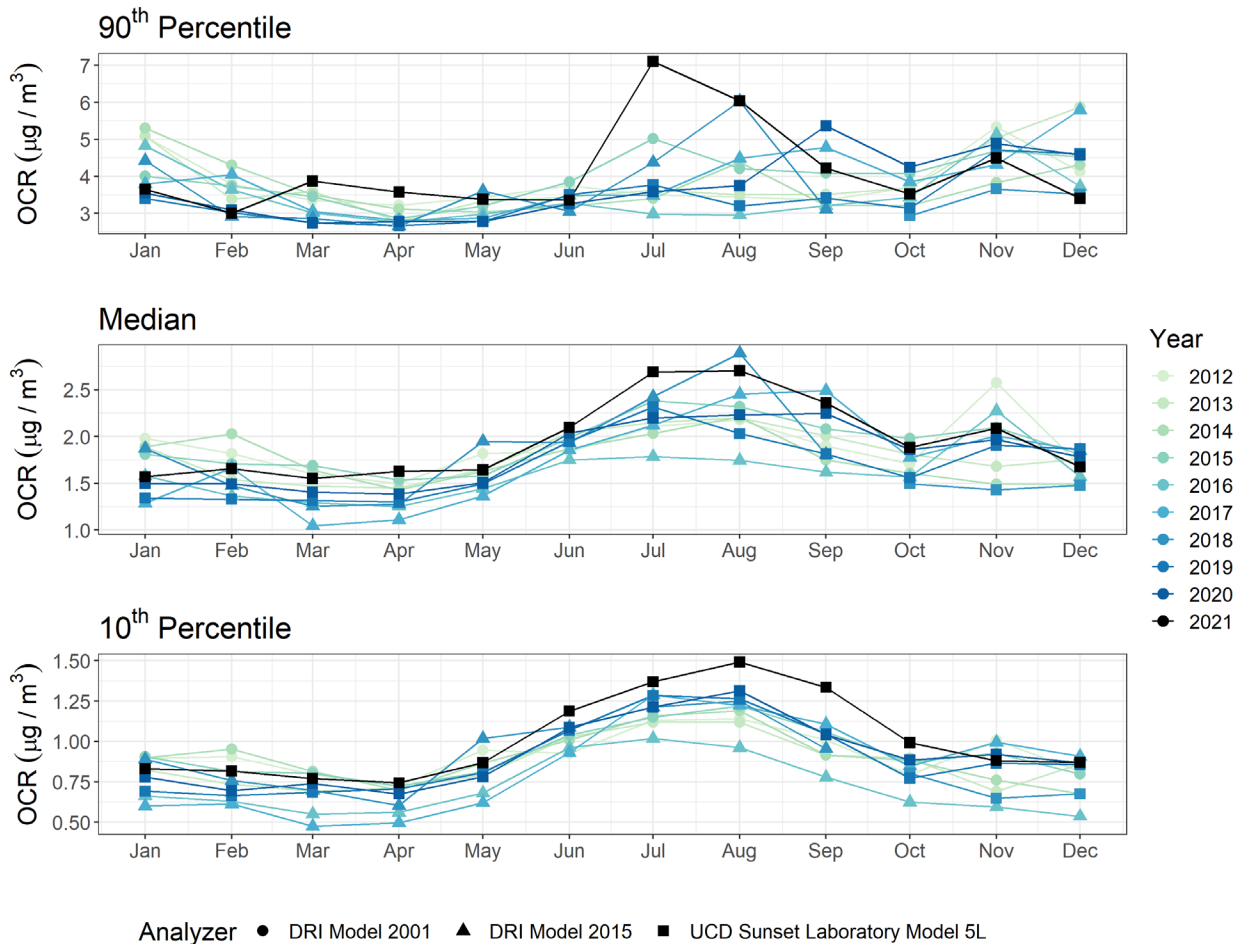 90th Percentile
OCR (μg / m3)
7
6
5
4
3
Jan Feb Mar Apr May Jun Jul Aug Sep Oct Nov Dec
Median
OCR (μg / m3)
2.5
2.0
1.5
1.0
Jan Feb Mar Apr May Jun Jul Aug Sep Oct Nov Dec
10th Percentile
OCR (μg / m3)
1.50
1.25
1.00
0.75
0.50
Jan Feb Mar Apr May Jun Jul Aug Sep Oct Nov Dec
Year
2012
2013
2014
2015
2016
2017
2018
2019
2020
2021
Analyzer DRI Model 2001 DRI Model 2015 UCD Sunset Laboratory Model 5L